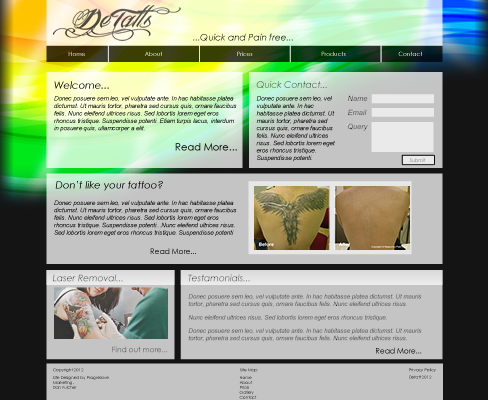 DeTatts
...Quick and Pain free...
Home About Prices Products Contact
Welcome...
Donec posuere sem leo, vel vulputate ante. In hac habitasse platea
dictumst. Ut mauris tortor, pharetra sed cursus quis, ornare faucibus
felis. Nunc eleifend ultrices risus. Sed lobortis lorem eget eros
rhoncus tristique. Suspendisse potenti. Etiam turpis lacus, interdum
in posuere quis, ullamcorper a elit.
Read More...
Quick Contact...
Donec posuere sem leo, vel
vulputate ante. In hac habitasse
platea dictumst. Ut mauris tortor,
pharetra sed cursus quis, ornare
faucibus felis. Nunc eleifend
ultrices risus. Sed lobortis lorem
eget eros rhoncus tristique.
Suspendisse potenti.
Name
Email
Query
Submit
Don't like your tattoo?
Donec posuere sem leo, vel vulputate ante. In hac habitasse platea
dictumst. Ut mauris tortor, pharetra sed cursus quis, ornare faucibus
felis. Nunc eleifend ultrices risus. Sed lobortis lorem eget eros
rhoncus tristique. Suspendisse potenti. Nunc eleifend ultrices risus.
Sed lobortis lorem eget eros rhoncus tristique. Suspendisse potenti
Read More...
Before
After
Laser Removal...
Find out more...
Testamonials...
Donec posuere sem leo, vel vulputate ante. In hac habitasse platea dictumst. Ut mauris
tortor, pharetra sed cursus quis, ornare faucibus felis. Nunc eleifend ultrices risus.
Nunc eleifend ultrices risus. Sed lobortis lorem eget eros rhoncus tristique.
Donec posuere sem leo, vel vulputate ante. In hac habitasse platea dictumst. Ut mauris
tortor, pharetra sed cursus quis, ornare faucibus felis. Nunc eleifend ultrices risus.
Read More...
Copyright 2012
Site Designed by Progressive
Marketing -
Dan Fulcher
Site Map
Home
About
Price
Gallery
Contact
Privacy Policy
Detatt 2012